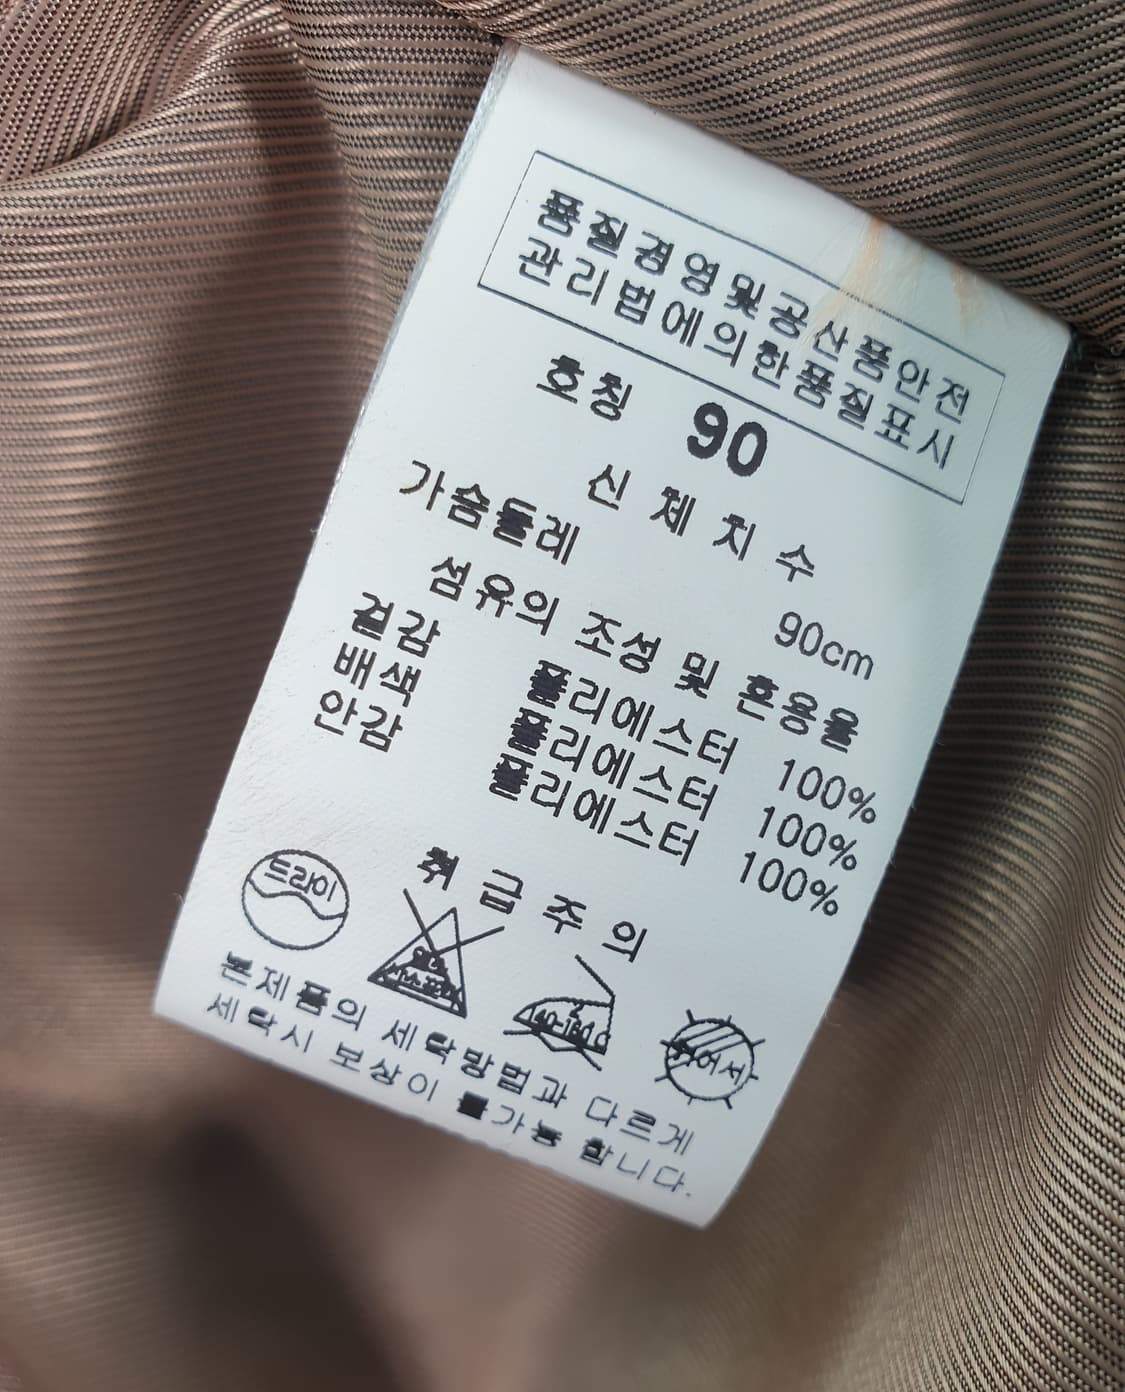 품질경영및공산품안전
관리법에의한품질표시
호칭 90
신체치수
가슴둘레 90cm
섬유의 조성 및 혼용율
겉감 폴리에스터 100%
배색 폴리에스터 100%
안감 폴리에스터 100%
취급주의
드라이
140-160℃
뉘어서
본제품의 세탁방법과 다르게
세탁시 보상이 불가능 합니다.